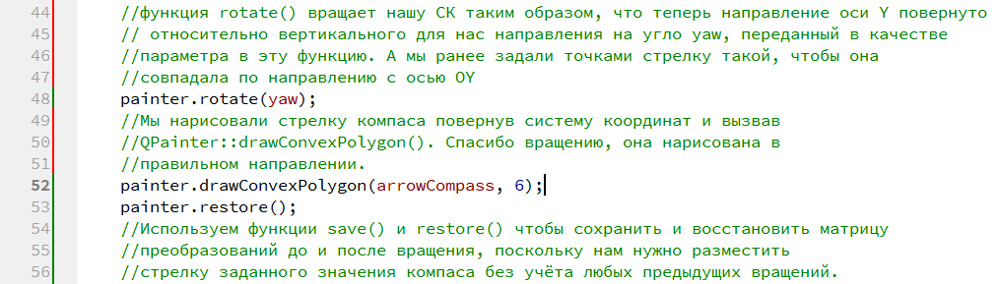 44 //функция rotate() вращает нашу СК таким образом, что теперь направление оси Y повернуто
45 // относительно вертикального для нас направления на угло yaw, переданный в качестве
46 //параметра в эту функцию. А мы ранее задали точками стрелку такой, чтобы она
47 //совпадала по направлению с осью OY
48 painter.rotate(yaw);
49 //Мы нарисовали стрелку компаса повернув систему координат и вызвав
50 //QPainter::drawConvexPolygon(). Спасибо вращению, она нарисована в
51 //правильном направлении.
52 painter.drawConvexPolygon(arrowCompass, 6);
53 painter.restore();
54 //Используем функции save() и restore() чтобы сохранить и восстановить матрицу
55 //преобразований до и после вращения, поскольку нам нужно разместить
56 //стрелку заданного значения компаса без учёта любых предыдущих вращений.